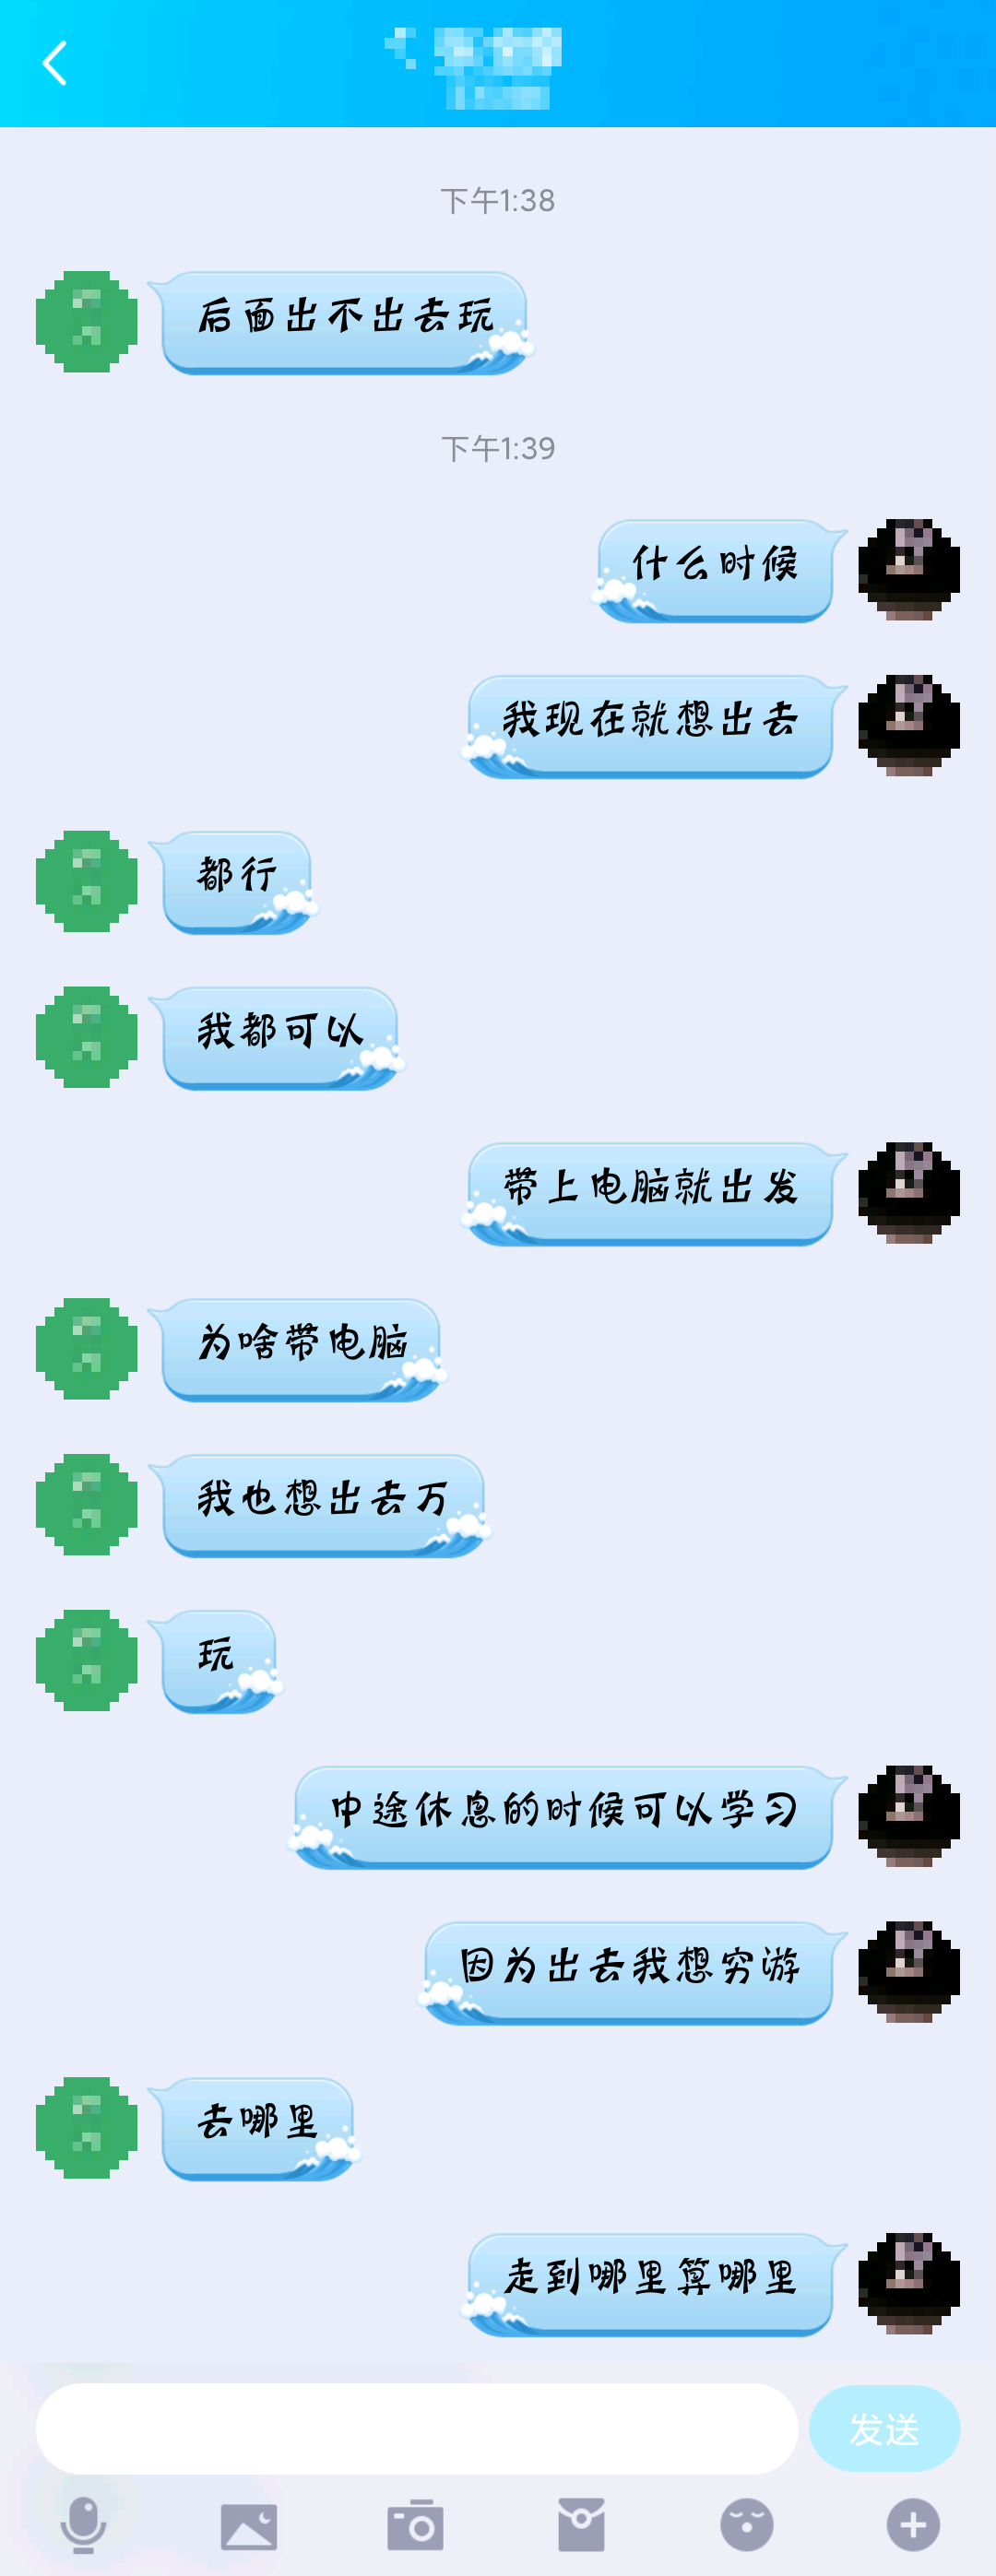 下午1:38
后面出不出去玩
下午1:39
什么时候
我现在就想出去
都行
我都可以
带上电脑就出发
为啥带电脑
我也想出去万
玩
中途休息的时候可以学习
因为出去我想穷游
去哪里
走到哪里算哪里
发送